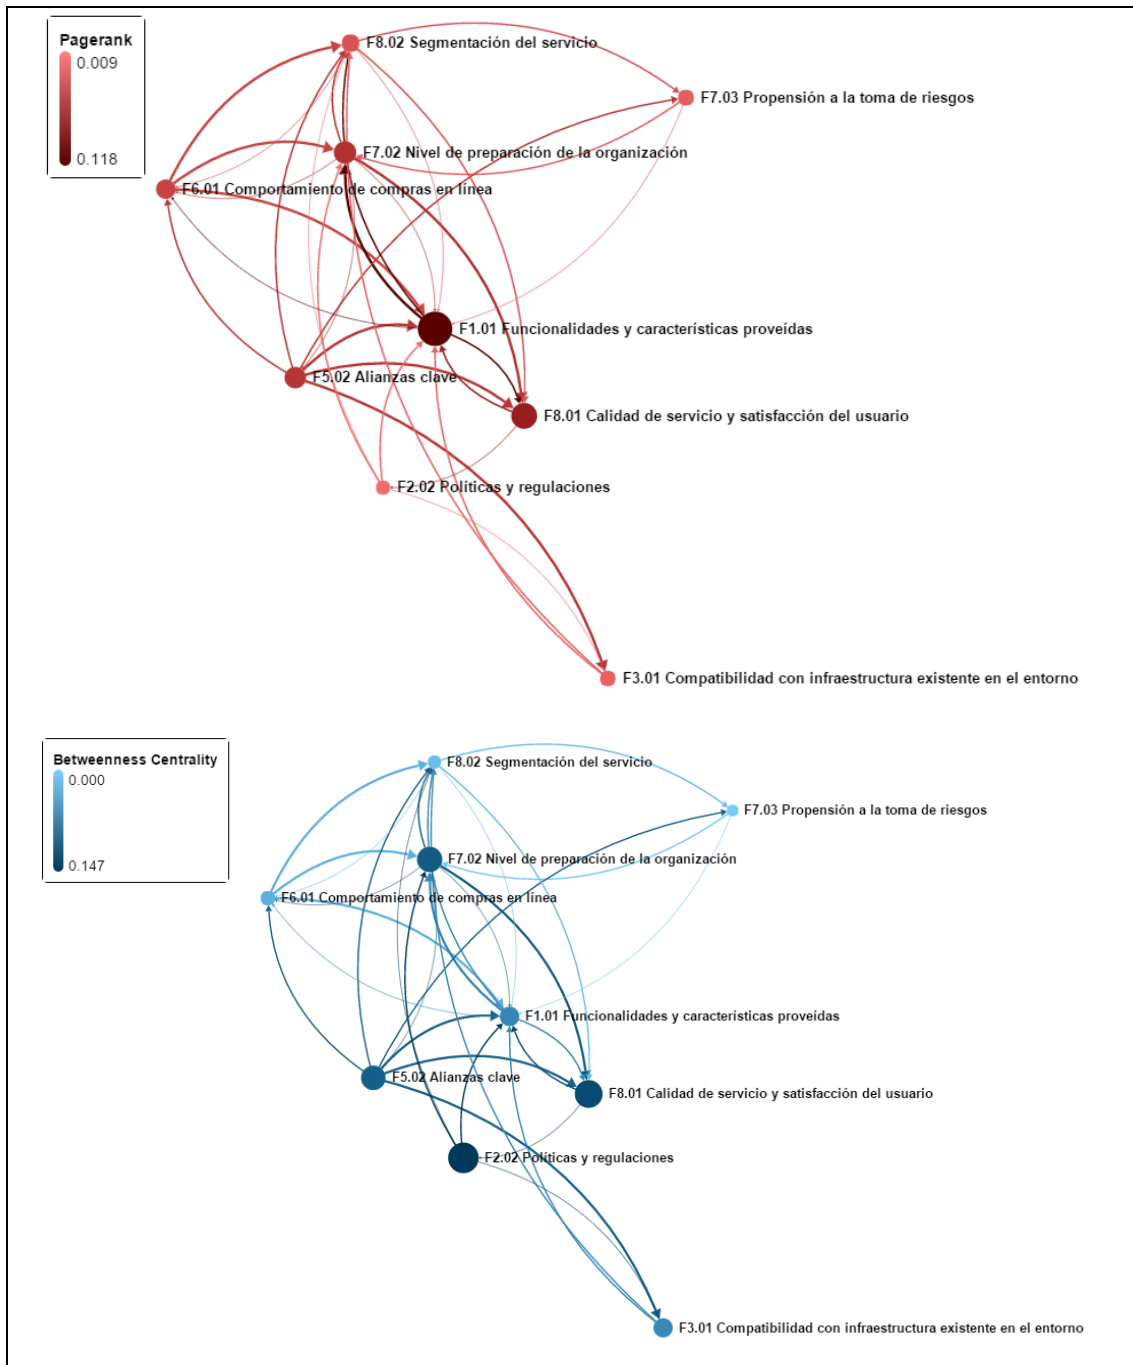 Pagerank
0.009
0.118
F8.02 Segmentación del servicio
F7.03 Propensión a la toma de riesgos
F7.02 Nivel de preparación de la organización
F6.01 Comportamiento de compras en línea
F1.01 Funcionalidades y características proveídas
F5.02 Alianzas clave
F8.01 Calidad de servicio y satisfacción del usuario
F2.02 Políticas y regulaciones
F3.01 Compatibilidad con infraestructura existente en el entorno
Betweenness Centrality
0.000
0.147
F8.02 Segmentación del servicio
F7.03 Propensión a la toma de riesgos
F7.02 Nivel de preparación de la organización
F6.01 Comportamiento de compras en línea
F1.01 Funcionalidades y características proveídas
F5.02 Alianzas clave
F8.01 Calidad de servicio y satisfacción del usuario
F2.02 Políticas y regulaciones
F3.01 Compatibilidad con infraestructura existente en el entorno